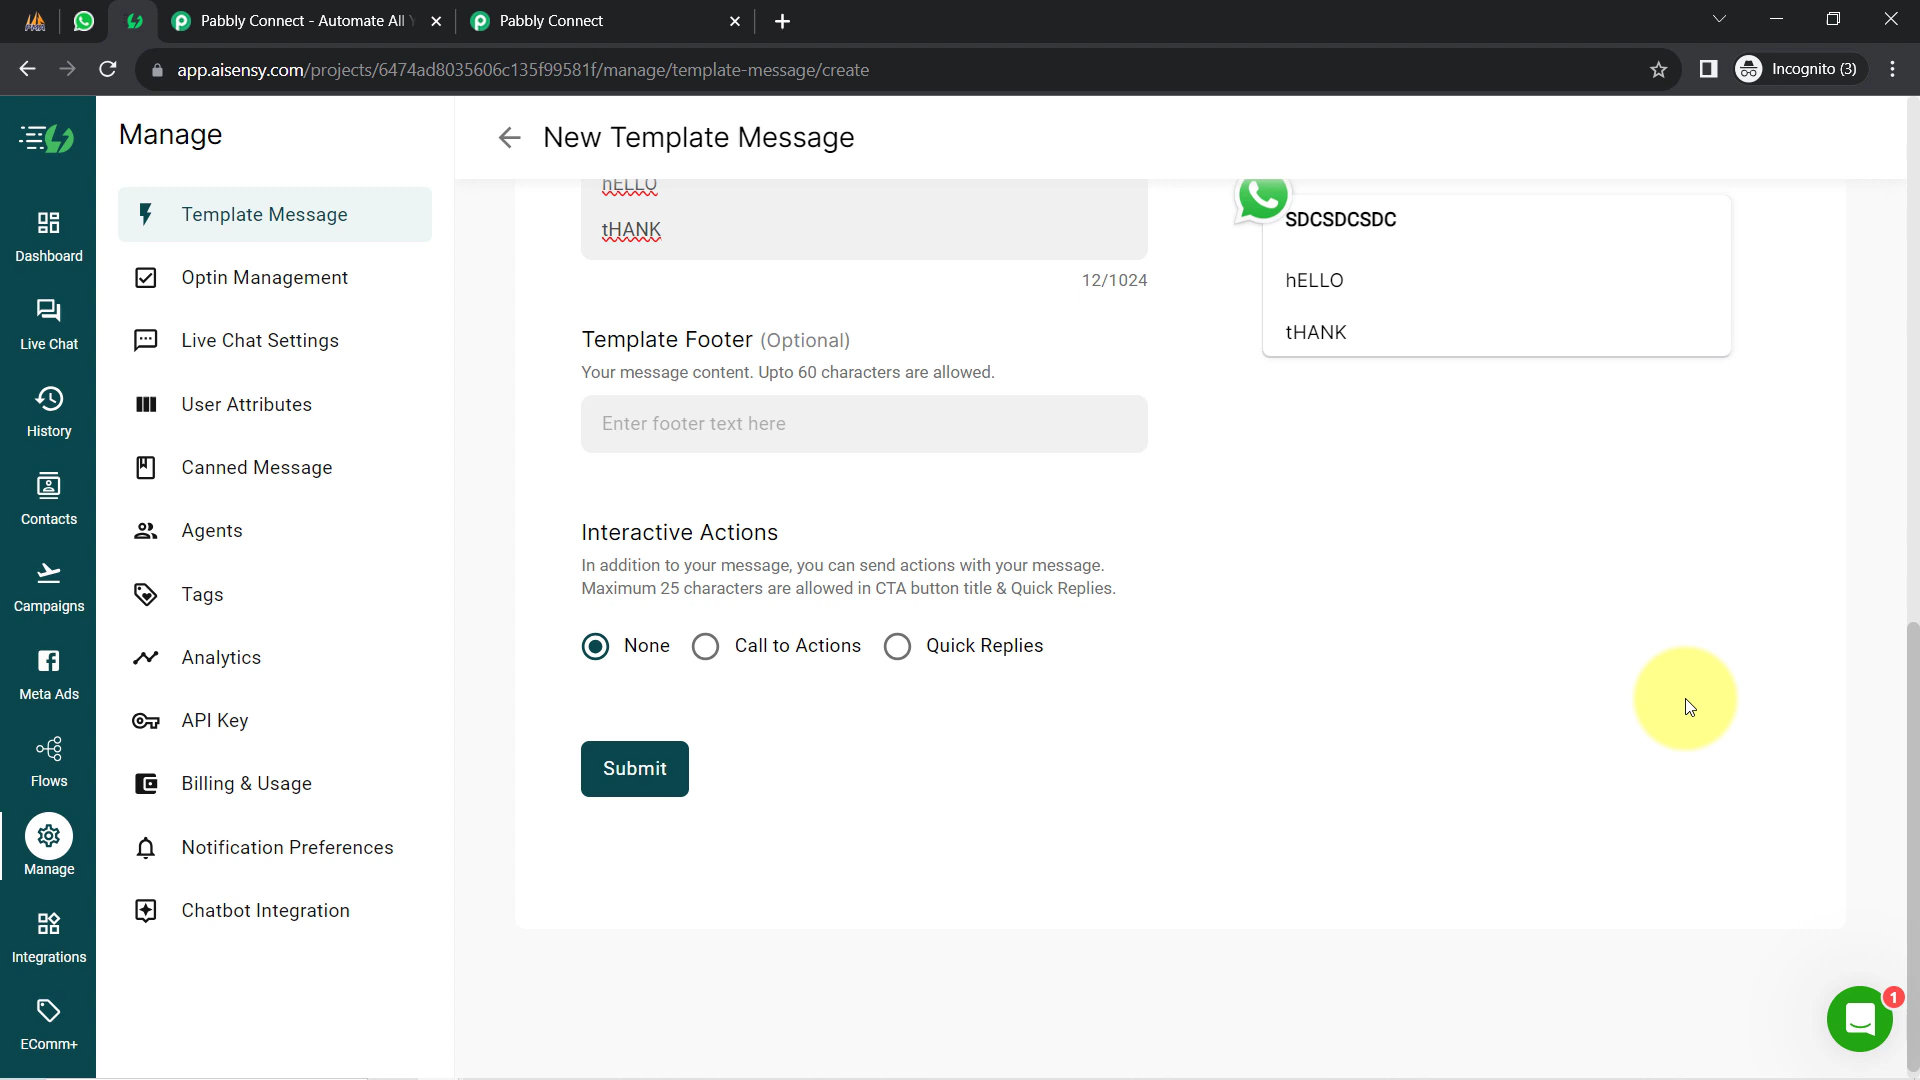 Pabbly Connect - Automate All
Pabbly Connect
app.aisensy.com/projects/6474ad8035606c135f99581f/manage/template-message/create
Incognito (3)
Dashboard
Live Chat
History
Contacts
Campaigns
Meta Ads
Flows
Manage
Integrations
EComm+
Manage
Template Message
Optin Management
Live Chat Settings
User Attributes
Canned Message
Agents
Tags
Analytics
API Key
Billing & Usage
Notification Preferences
Chatbot Integration
New Template Message
hELLO
tHANK
12/1024
Template Footer (Optional)
Your message content. Upto 60 characters are allowed.
Enter footer text here
Interactive Actions
In addition to your message, you can send actions with your message.
Maximum 25 characters are allowed in CTA button title & Quick Replies.
None Call to Actions Quick Replies
Submit
SDCSDCSDC
hELLO
tHANK
1